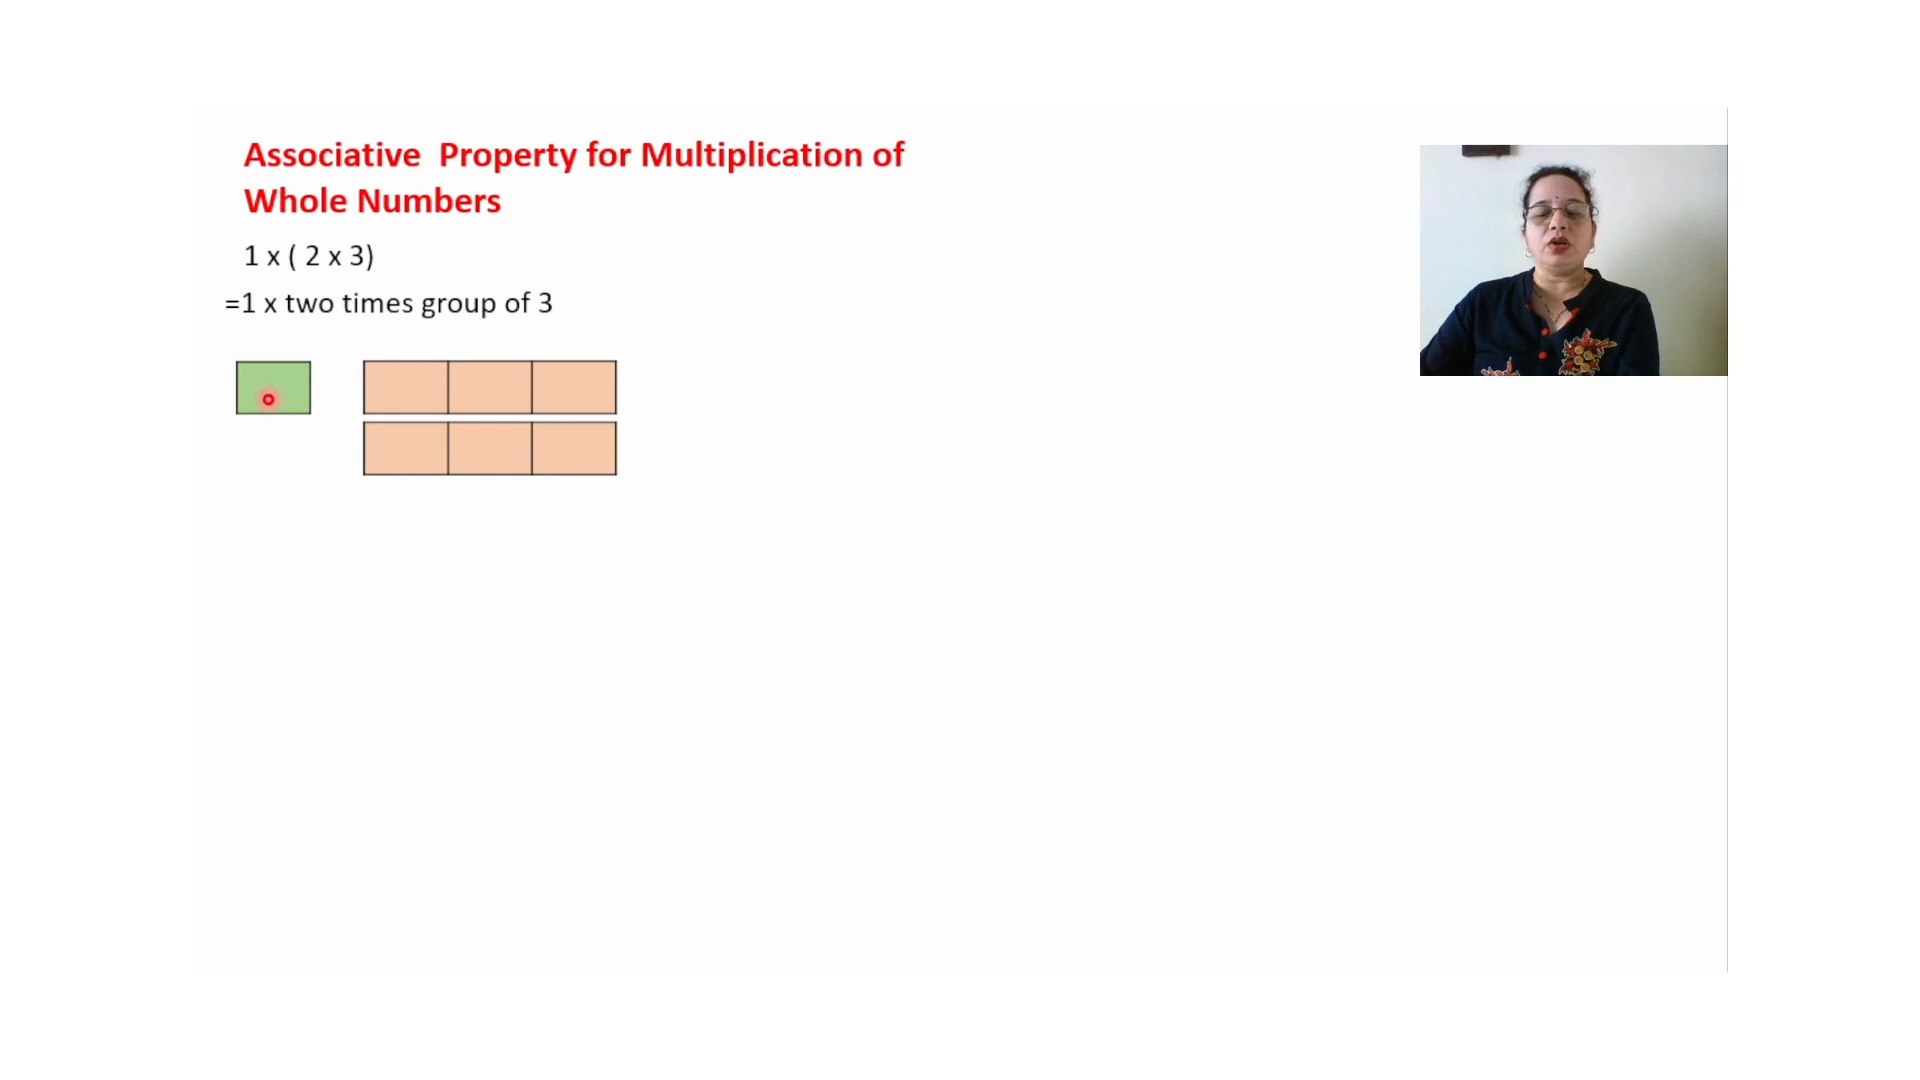 Associative  Property for Multiplication of
Whole Numbers
1 x ( 2 x 3)
=1 x two times group of 3